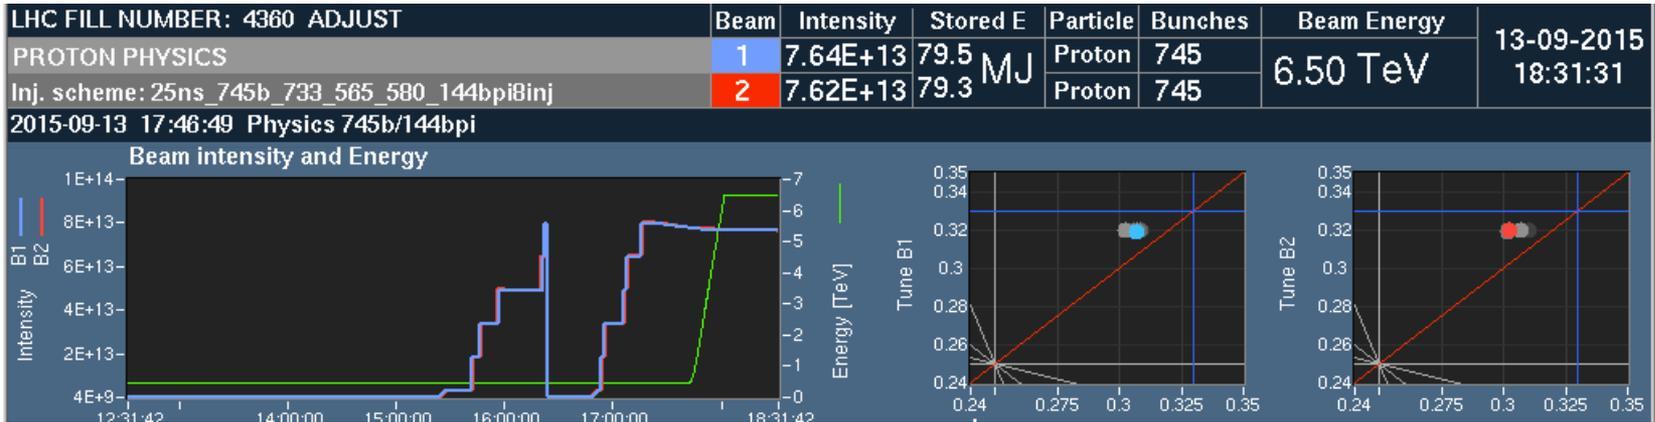 LHC FILL NUMBER: 4360 ADJUST
Beam Intensity Stored E Particle Bunches Beam Energy
13-09-2015
18:31:31
PROTON PHYSICS
1 7.64E+13 79.5 MJ Proton 745
6.50 TeV
Inj. scheme: 25ns_745b_733_565_580_144bpi8inj
2 7.62E+13 79.3 Proton 745
2015-09-13 17:46:49 Physics 745b/144bpi
Beam intensity and Energy
Intensity B1 B2
1E+14
8E+13
6E+13
4E+13
2E+13
4E+9
7
6
5
4
3
2
1
0
Energy [TeV]
12:31:42 14:00:00 15:00:00 16:00:00 17:00:00 18:31:42
Tune B1
0.35
0.34
0.32
0.3
0.28
0.26
0.24
0.24 0.275 0.3 0.325 0.35
Tune B2
0.35
0.34
0.32
0.3
0.28
0.26
0.24
0.24 0.275 0.3 0.325 0.35